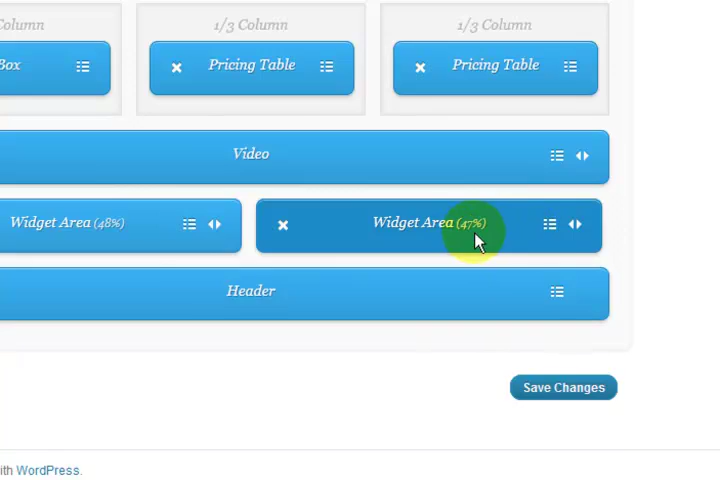 olumn 1/3 Column 1/3 Column
Box Pricing Table Pricing Table
Video
Widget Area (48%) Widget Area (47%)
Header
Save Changes
ith WordPress.